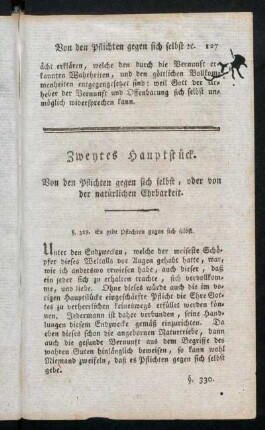 Von den Pflichten gegen sich selbst ꝛc. 127
ächt erklären, welche den durch die Vernunft er-
kannten Wahrheiten, und den göttlichen Vollkom-
menheiten entgegengesetzet sind: weil Gott der Ur-
heber der Vernunft und Offenbarung sich selbst un-
möglich widersprechen kann.
Zweytes Hauptstück.
Von den Pflichten gegen sich selbst, oder von
der natürlichen Ehrbarkeit.
§. 329. Es giebt Pflichten gegen sich selbst.
Unter den Endzwecken, welche der weiseste Schö-
pfer dieses Weltalls vor Augen gehabt hatte, war,
wie ich anderswo erwiesen habe, auch dieser, daß
ein jeder sich zu erhalten trachte, sich vervollkom-
me, und liebe. Ohne dieses würde auch die im vo-
rigen Hauptstücke eingeschärfte Pflicht die Ehre Got-
tes zu verherrlichen keineswegs erfüllet werden kön-
nen. Jedermann ist daher verbunden, seine Hand-
lungen diesem Endzwecke gemäß einzurichten. Da
eben dieses schon die angebornen Naturtriebe, dann
auch die gesunde Vernunft aus dem Begriffe des
wahren Guten hinlänglich beweisen, so kann wohl
Niemand zweifeln, daß es Pflichten gegen sich selbst
gebe.
§. 330.